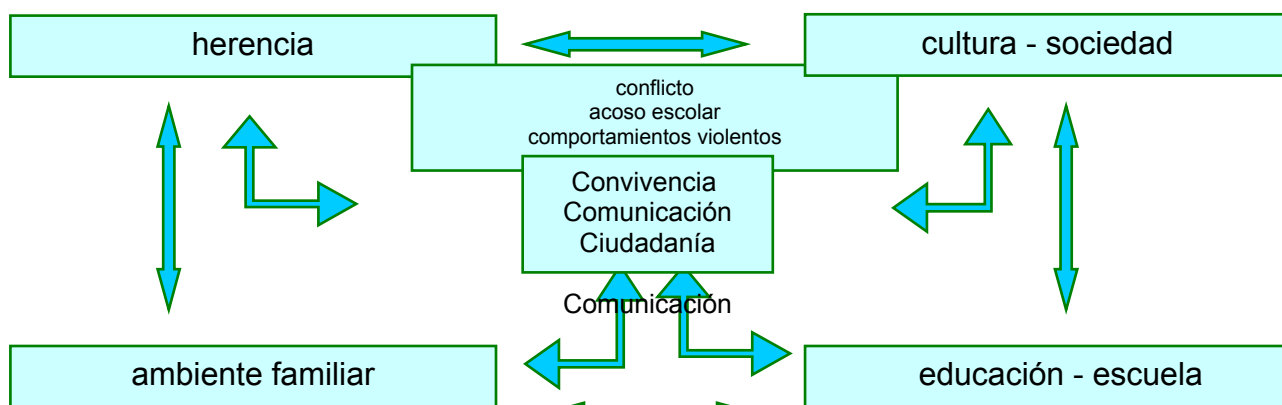 herencia
cultura - sociedad
conflicto
acoso escolar
comportamientos violentos
Convivencia
Comunicación
Ciudadanía
Comunicación
ambiente familiar
educación - escuela